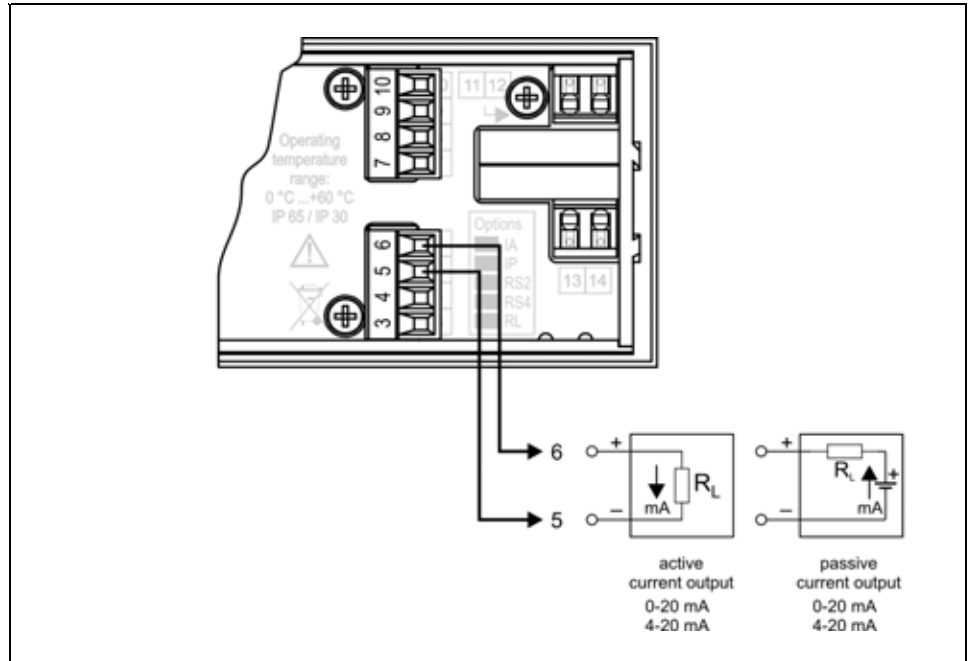 10
9
8
7
11 12
Operating
temperature
range:
0 °C ...+60 °C
IP 65 / IP 30
6
5
4
3
Options
IA
IP
RS2
RS4
RL
13 14
6
+
RL
mA
5
–
active
current output
0-20 mA
4-20 mA
+
RL
+
mA
–
passive
current output
0-20 mA
4-20 mA